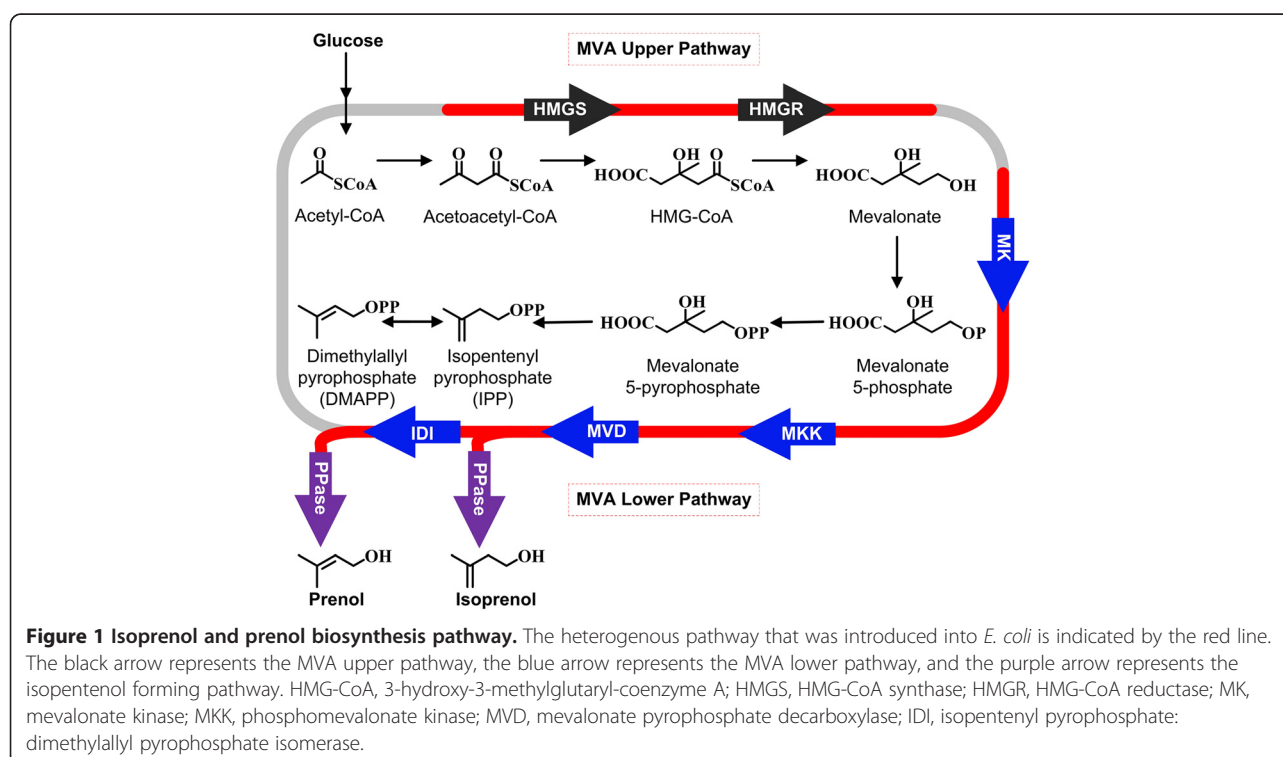 Glucose
MVA Upper Pathway
HMGS
HMGR
O
SCoA
Acetyl-CoA
O O
SCoA
Acetoacetyl-CoA
HOOC
OH O
SCoA
HMG-CoA
HOOC
OH
OH
Mevalonate
MK
OPP
Dimethylallyl
pyrophosphate
(DMAPP)
OPP
Isopentenyl
pyrophosphate
(IPP)
HOOC
OH
OPP
Mevalonate
5-pyrophosphate
HOOC
OH
OP
Mevalonate
5-phosphate
IDI
MVD
MKK
PPase
PPase
MVA Lower Pathway
OH
Prenol
OH
Isoprenol
Figure 1 Isoprenol and prenol biosynthesis pathway. The heterogenous pathway that was introduced into E. coli is indicated by the red line.
The black arrow represents the MVA upper pathway, the blue arrow represents the MVA lower pathway, and the purple arrow represents the
isopentenol forming pathway. HMG-CoA, 3-hydroxy-3-methylglutaryl-coenzyme A; HMGS, HMG-CoA synthase; HMGR, HMG-CoA reductase; MK,
mevalonate kinase; MKK, phosphomevalonate kinase; MVD, mevalonate pyrophosphate decarboxylase; IDI, isopentenyl pyrophosphate:
dimethylallyl pyrophosphate isomerase.